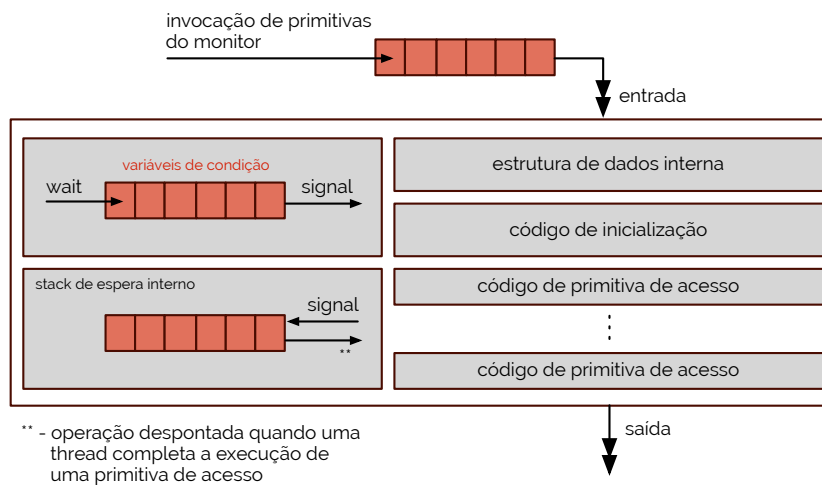 invocação de primitivas
do monitor
entrada
variáveis de condição
wait
signal
estrutura de dados interna
código de inicialização
stack de espera interno
signal
**
código de primitiva de acesso
código de primitiva de acesso
** - operação despontada quando uma
thread completa a execução de
uma primitiva de acesso
saída